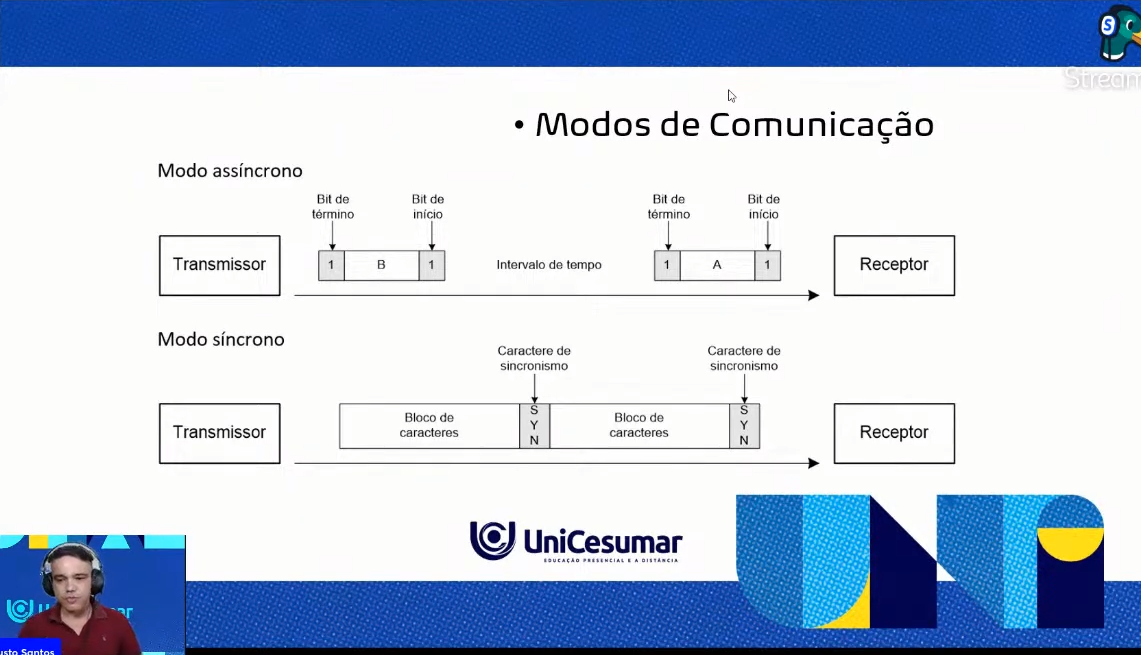 S
Stream
• Modos de Comunicação
Modo assíncrono
Bit de
término
Bit de
início
Bit de
término
Bit de
início
Transmissor
1
B
1
Intervalo de tempo
1
A
1
Receptor
Modo síncrono
Caractere de
sincronismo
Caractere de
sincronismo
Transmissor
Bloco de
caracteres
S
Y
N
Bloco de
caracteres
S
Y
N
Receptor
UniCesumar
EDUCAÇÃO PRESENCIAL E A DISTÂNCIA
usto Santos